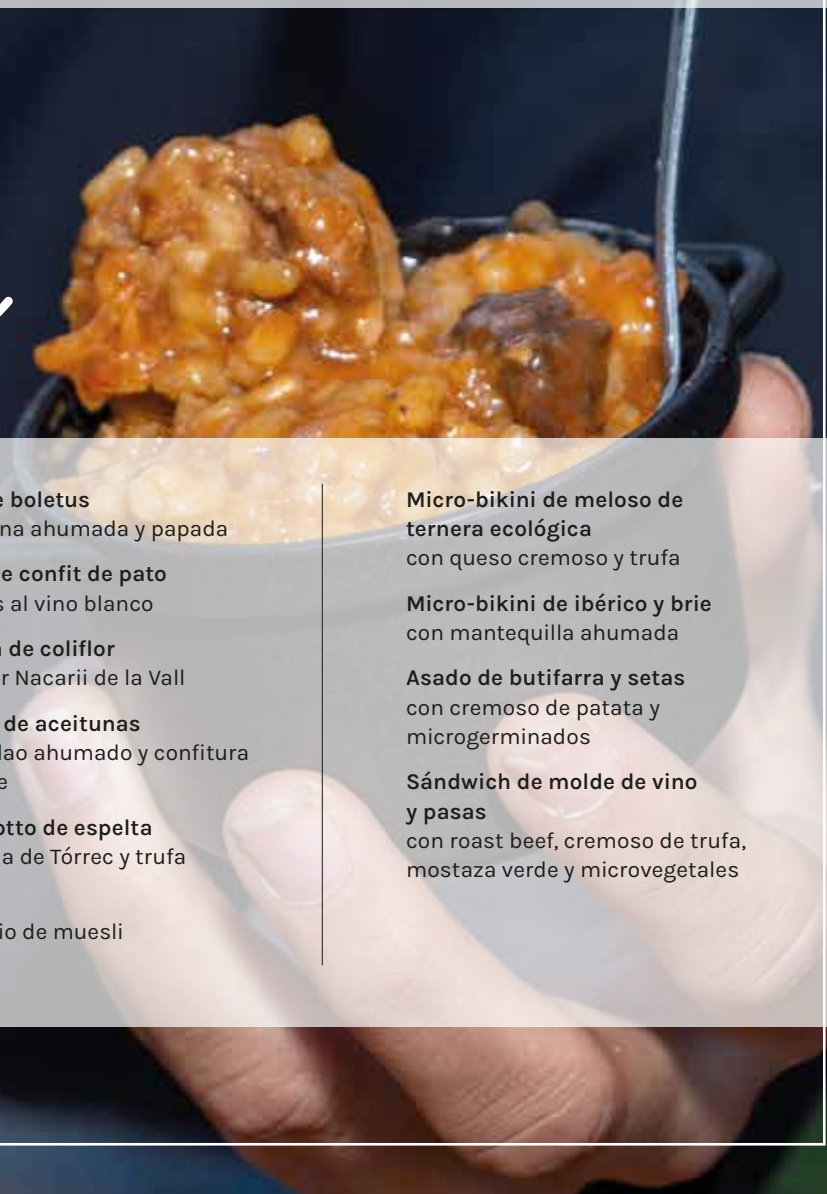 e boletus
na ahumada y papada
e confit de pato
s al vino blanco
de coliflor
r Nacarii de la Vall
de aceitunas
lao ahumado y confitura
e
otto de espelta
a de Tórrec y trufa
io de muesli
Micro-bikini de meloso de
ternera ecológica
con queso cremoso y trufa
Micro-bikini de ibérico y brie
con mantequilla ahumada
Asado de butifarra y setas
con cremoso de patata y
microgerminados
Sándwich de molde de vino
y pasas
con roast beef, cremoso de trufa,
mostaza verde y microvegetales